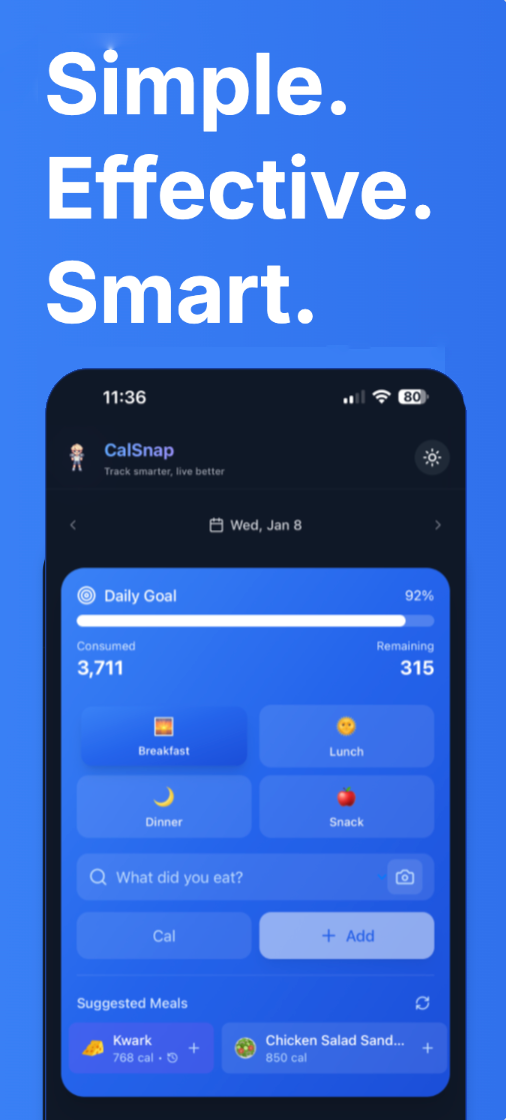 Simple.
Effective.
Smart.
11:36
80
CalSnap
Track smarter, live better
Wed, Jan 8
Daily Goal
92%
Consumed
Remaining
3,711
315
Breakfast
Lunch
Dinner
Snack
What did you eat?
Cal
+ Add
Suggested Meals
Kwark
768 cal •
+
Chicken Salad Sand...
850 cal
+